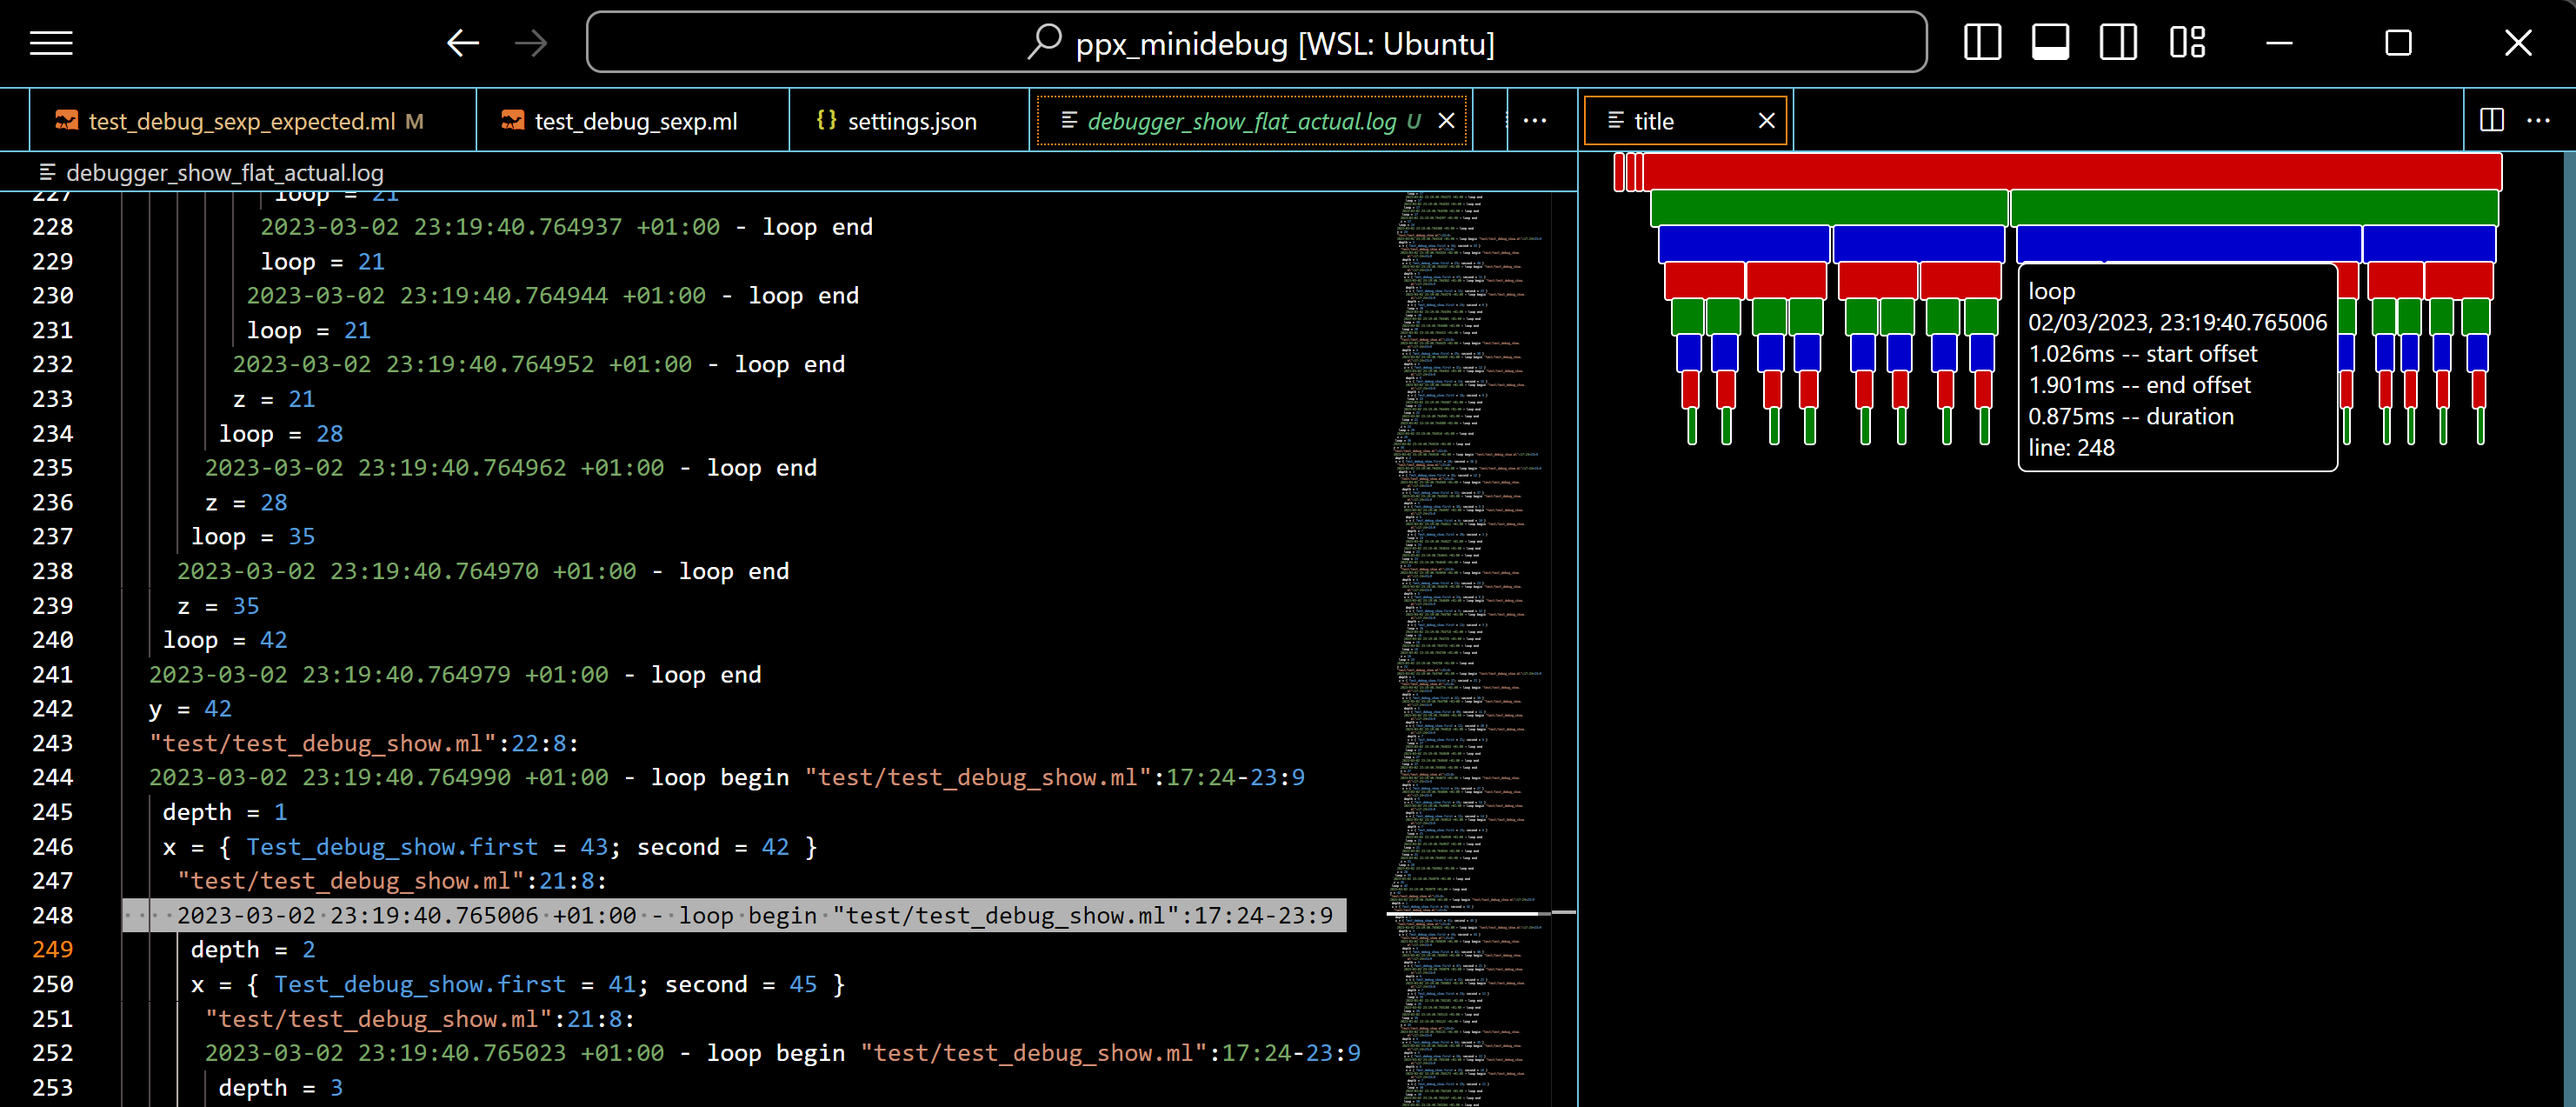 ppx_minidebug [WSL: Ubuntu]
test_debug_sexp_expected.ml M
test_debug_sexp.ml
{} settings.json
debugger_show_flat_actual.log U
title
debugger_show_flat_actual.log
227 loop = 21
228 2023-03-02 23:19:40.764937 +01:00 - loop end
229 loop = 21
230 2023-03-02 23:19:40.764944 +01:00 - loop end
231 loop = 21
232 2023-03-02 23:19:40.764952 +01:00 - loop end
233 z = 21
234 loop = 28
235 2023-03-02 23:19:40.764962 +01:00 - loop end
236 z = 28
237 loop = 35
238 2023-03-02 23:19:40.764970 +01:00 - loop end
239 z = 35
240 loop = 42
241 2023-03-02 23:19:40.764979 +01:00 - loop end
242 y = 42
243 "test/test_debug_show.ml":22:8:
244 2023-03-02 23:19:40.764990 +01:00 - loop begin "test/test_debug_show.ml":17:24-23:9
245 depth = 1
246 x = { Test_debug_show.first = 43; second = 42 }
247 "test/test_debug_show.ml":21:8:
248 2023-03-02 23:19:40.765006 +01:00 - loop begin "test/test_debug_show.ml":17:24-23:9
249 depth = 2
250 x = { Test_debug_show.first = 41; second = 45 }
251 "test/test_debug_show.ml":21:8:
252 2023-03-02 23:19:40.765023 +01:00 - loop begin "test/test_debug_show.ml":17:24-23:9
253 depth = 3
loop
02/03/2023, 23:19:40.765006
1.026ms -- start offset
1.901ms -- end offset
0.875ms -- duration
line: 248